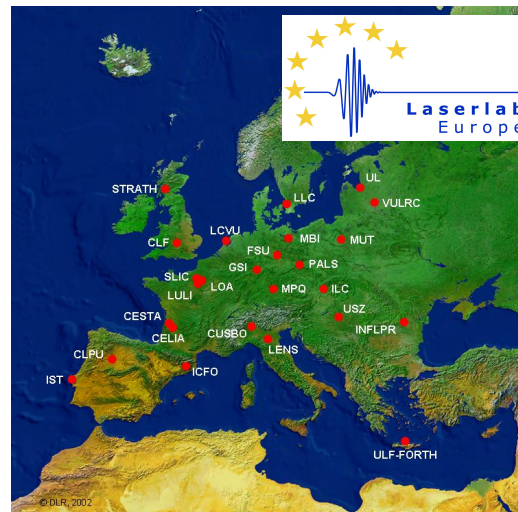 Laserlab
Europe
UL
STRATH
LLC
VULRC
LCVU
CLF
MBI
MUT
FSU
PALS
GSI
SLIC
LOA
LULI
MPQ
ILC
CESTA
USZ
CUSBO
INFLPR
CELIA
LENS
CLPU
ICFO
IST
ULF-FORTH
© DLR, 2002